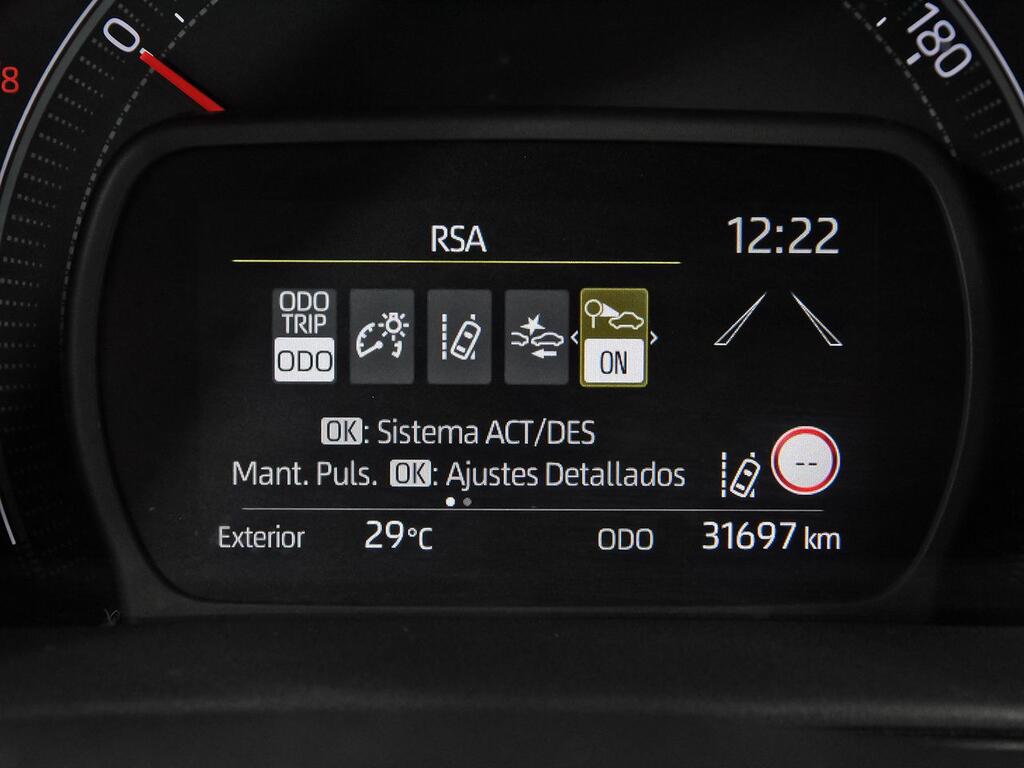 0
180
8
RSA
12:22
ODO
TRIP
ODO
ON
OK: Sistema ACT/DES
Mant. Puls. OK: Ajustes Detallados
--
Exterior 29°C ODO 31697 km